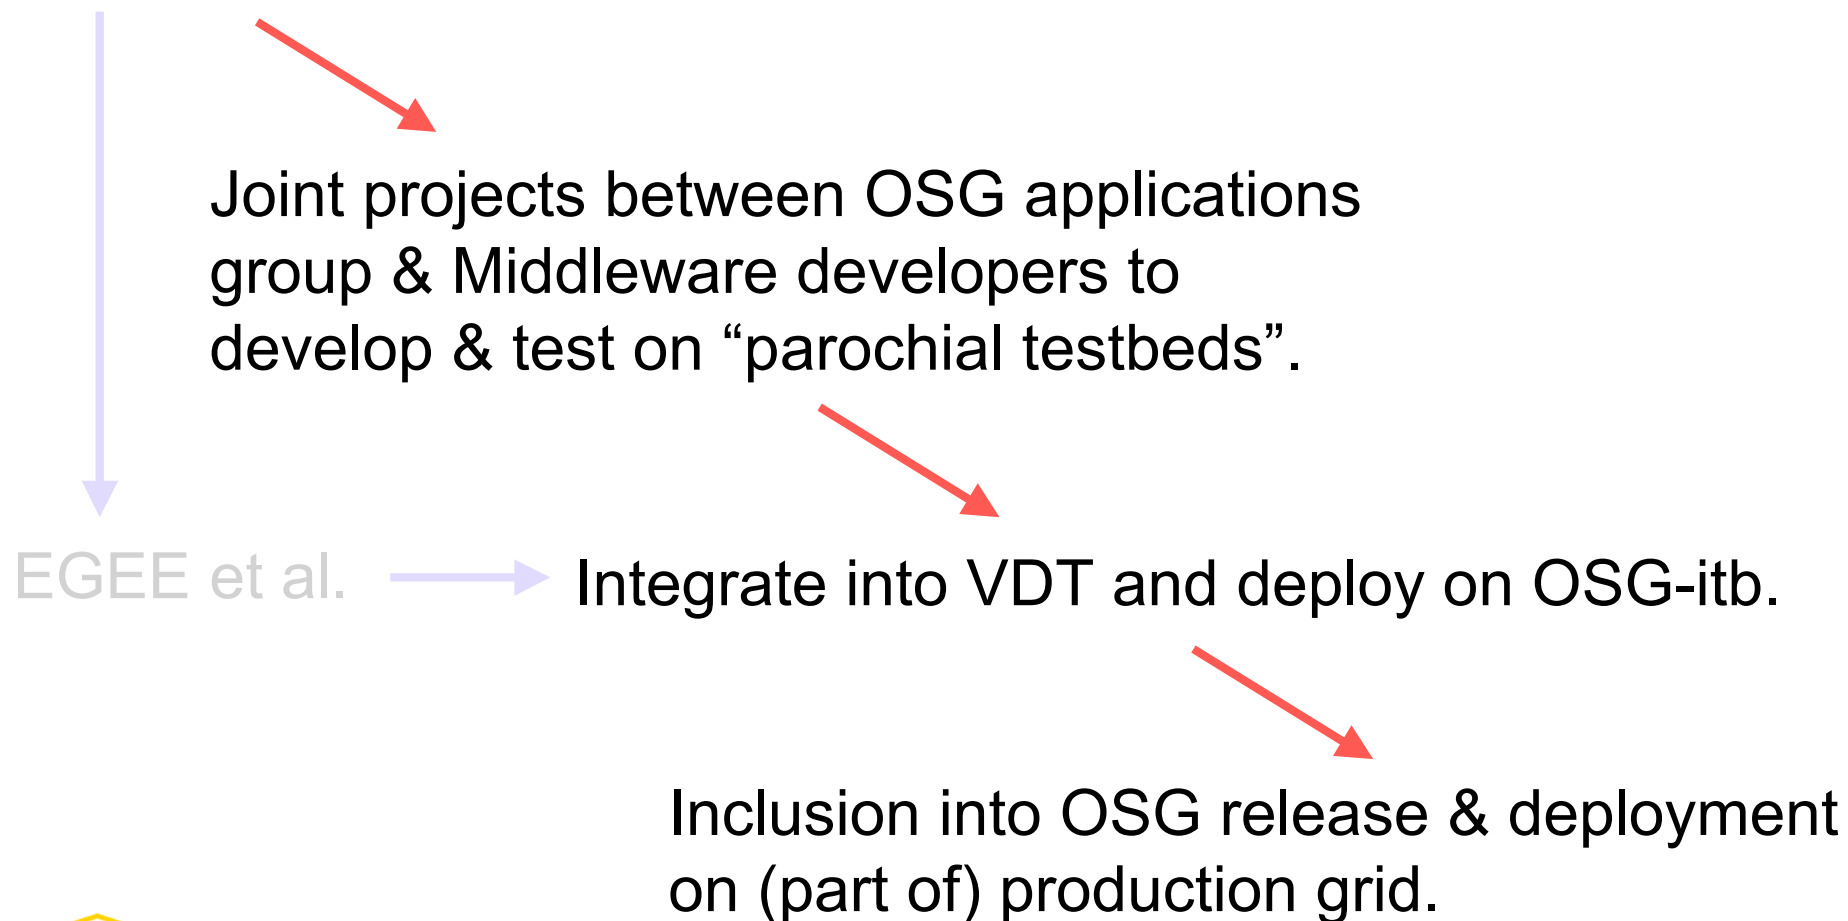 Joint projects between OSG applications
group & Middleware developers to
develop & test on “parochial testbeds”.
EGEE et al.
Integrate into VDT and deploy on OSG-itb.
Inclusion into OSG release & deployment
on (part of) production grid.